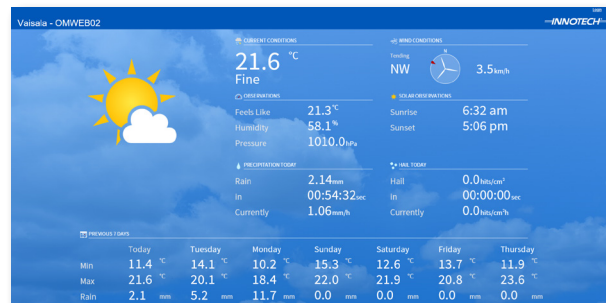 LARRY
Vaisala - OMWEB02
INNOTECH
CURRENT CONDITIONS
21.6 °C
Fine
WIND CONDITIONS
Trending
NW
N
3.5 km/h
OBSERVATIONS
Feels Like 21.3 °C
Humidity 58.1 %
Pressure 1010.0 hPa
SOLAR OBSERVATIONS
Sunrise 6:32 am
Sunset 5:06 pm
PRECIPITATION TODAY
Rain 2.14 mm
In 00:54:32 sec
Currently 1.06 mm/h
HAIL TODAY
Hail 0.0 hits/cm²
In 00:00:00 sec
Currently 0.0 hits/cm²h
PREVIOUS 7 DAYS
Today Tuesday Monday Sunday Saturday Friday Thursday
Min 11.4 °C 14.1 °C 10.2 °C 15.3 °C 12.6 °C 13.7 °C 11.9 °C
Max 21.6 °C 20.1 °C 18.4 °C 22.0 °C 21.9 °C 20.8 °C 23.6 °C
Rain 2.1 mm 5.2 mm 11.7 mm 0.0 mm 0.0 mm 0.0 mm 0.0 mm